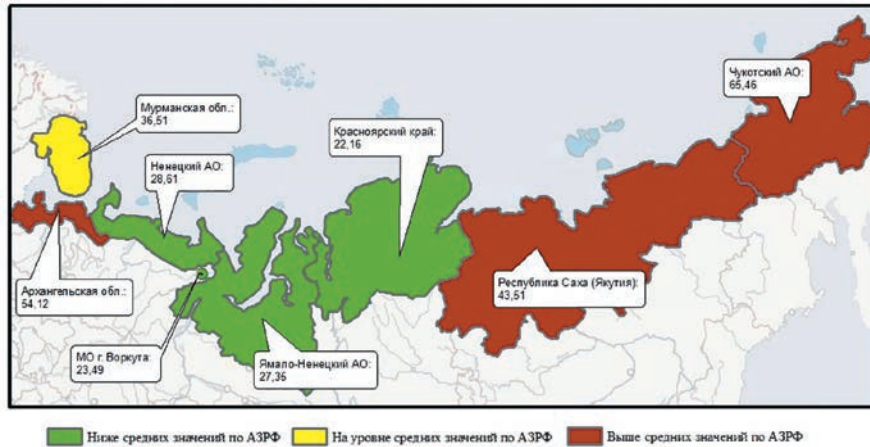 Чукотский АО:
65,46
Мурманская обл.:
36,51
Красноярский край:
22,16
Ненецкий АО:
28,61
Архангельская обл.:
54,12
Республика Саха (Якутия):
43,51
МО г. Воркута:
23,49
Ямало-Ненецкий АО:
27,35
Ниже средних значений по АЗРФ
На уровне средних значений по АЗРФ
Выше средних значений по АЗРФ